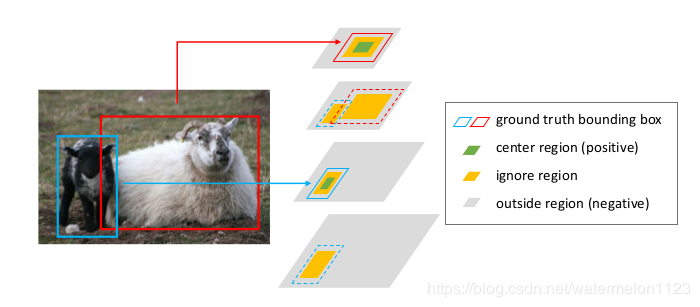 ground truth bounding box
center region (positive)
ignore region
outside region (negative)
https://blog.csdn.net/watermelon1123